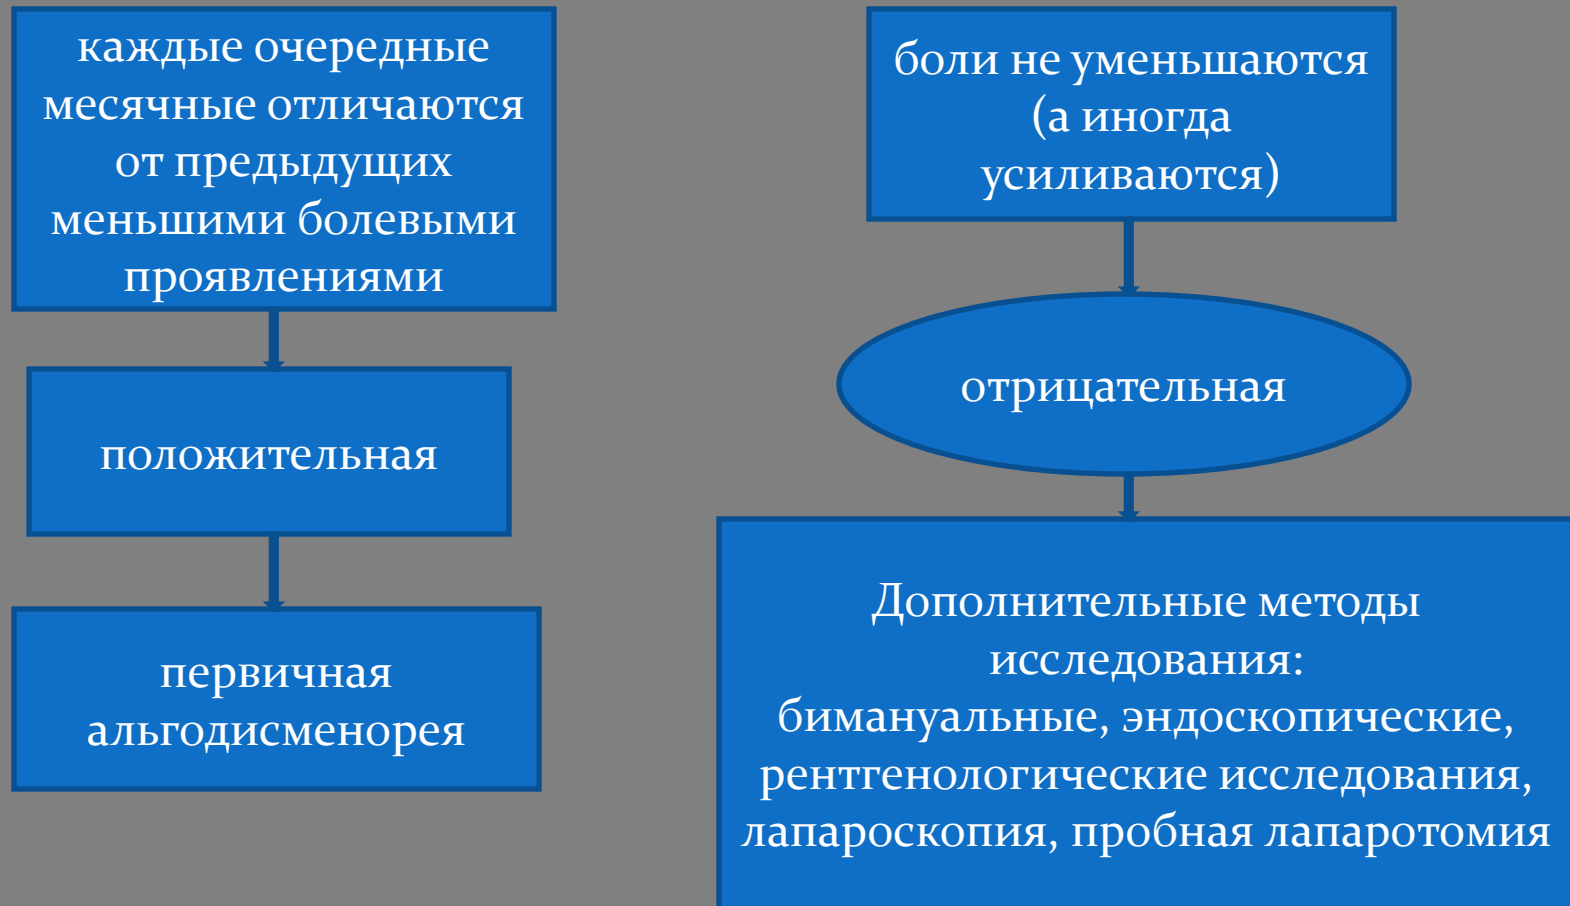 каждые очередные
месячные отличаются
от предыдущих
меньшими болевыми
проявлениями
положительная
первичная
альгодисменорея
боли не уменьшаются
(а иногда
усиливаются)
отрицательная
Дополнительные методы
исследования:
бимануальные, эндоскопические,
рентгенологические исследования,
лапароскопия, пробная лапаротомия